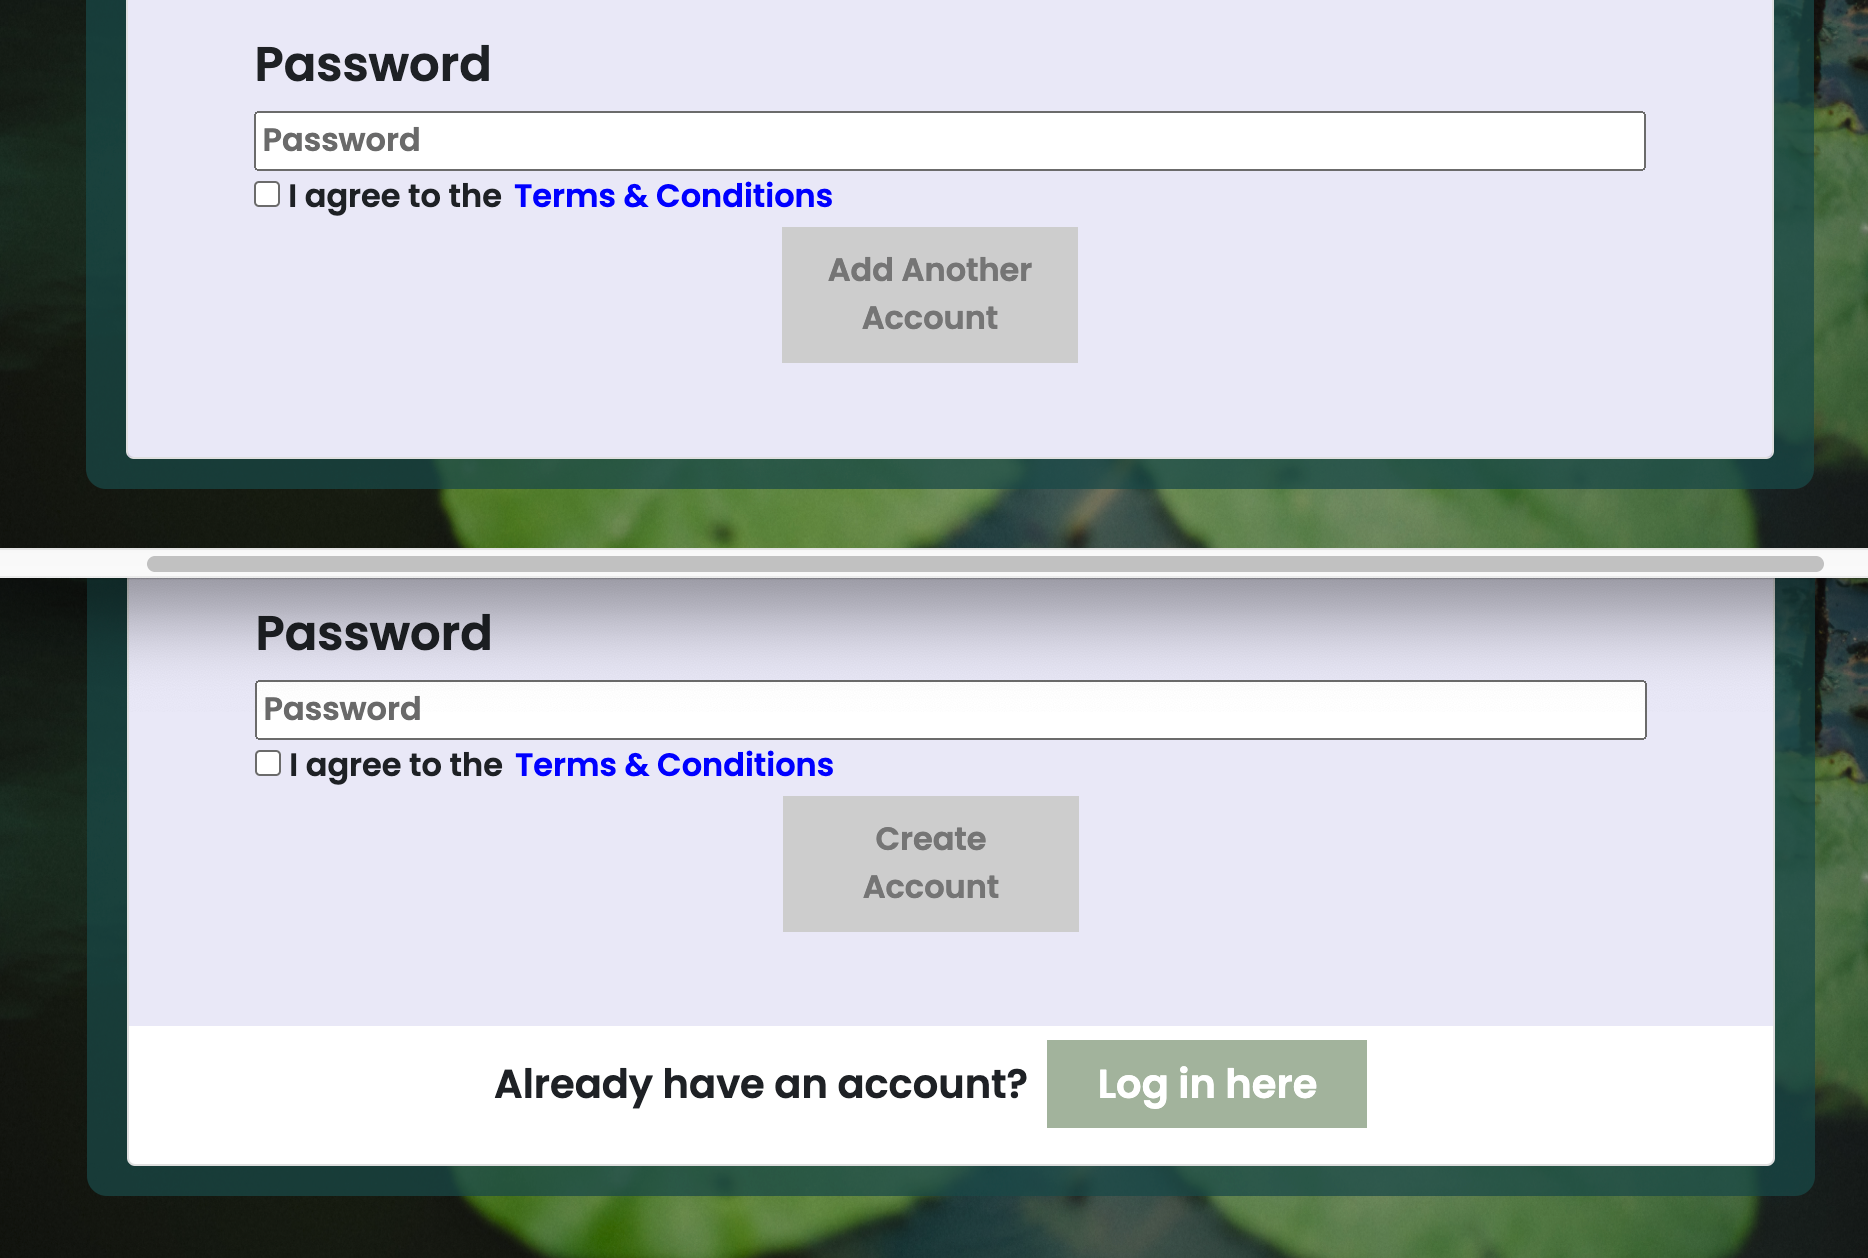 Password
Password
I agree to the Terms & Conditions
Add Another
Account
Password
Password
I agree to the Terms & Conditions
Create
Account
Already have an account? Log in here